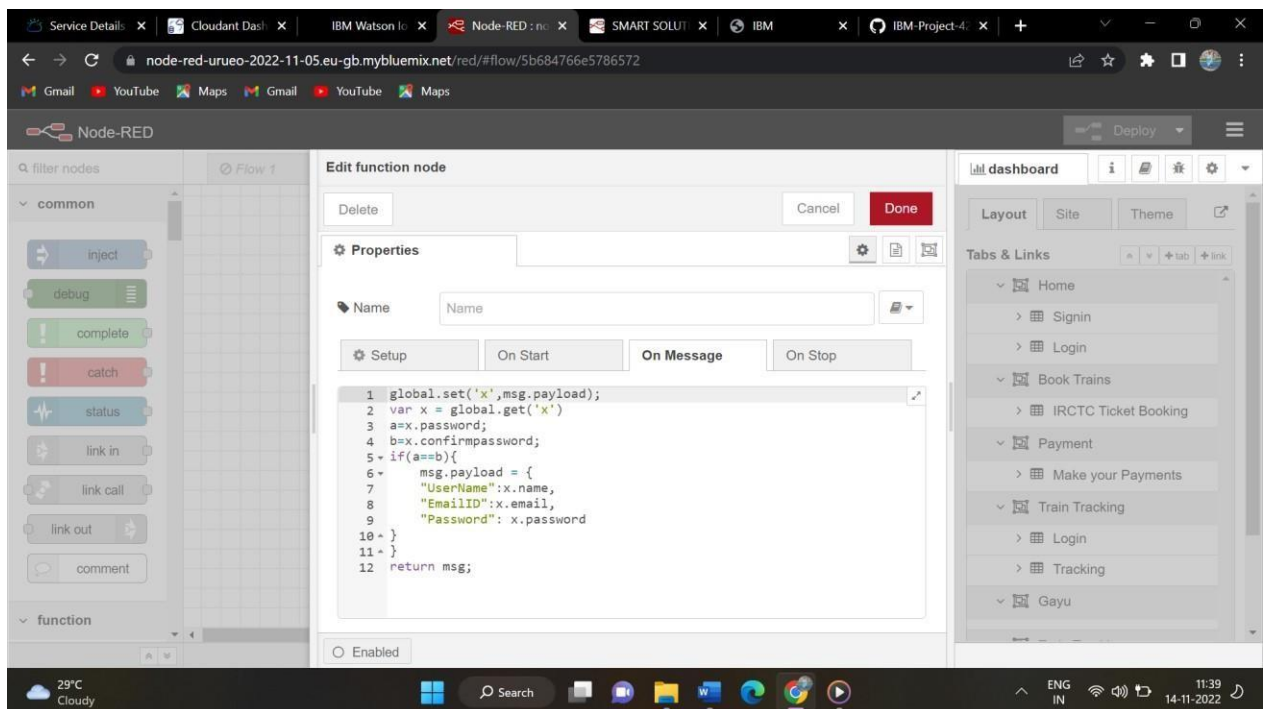 Service Details
Cloudant Dash
IBM Watson Io
Node-RED : no
SMART SOLUTI
IBM
IBM-Project-42
node-red-urueo-2022-11-05.eu-gb.mybluemix.net/red/#flow/5b684766e5786572
Gmail YouTube Maps Gmail YouTube Maps
Node-RED
Deploy
filter nodes
Flow 1
Edit function node
dashboard
i
common
Delete
Cancel
Done
Layout
Site
Theme
inject
Properties
Tabs & Links
tab
link
debug
Home
Name
Name
Signin
complete
Setup
On Start
On Message
On Stop
Login
catch
Book Trains
1 global.set('x',msg.payload);
2 var x = global.get('x')
status
IRCTC Ticket Booking
3 a=x.password;
4 b=x.confirmpassword;
link in
Payment
5 if(a==b){
6 msg.payload = {
Make your Payments
7 "UserName":x.name,
link call
8 "EmailID":x.email,
Train Tracking
9 "Password": x.password
link out
10 }
Login
11 }
comment
12 return msg;
Tracking
Gayu
function
Enabled
29°C
Cloudy
Search
ENG
IN
11:39
14-11-2022